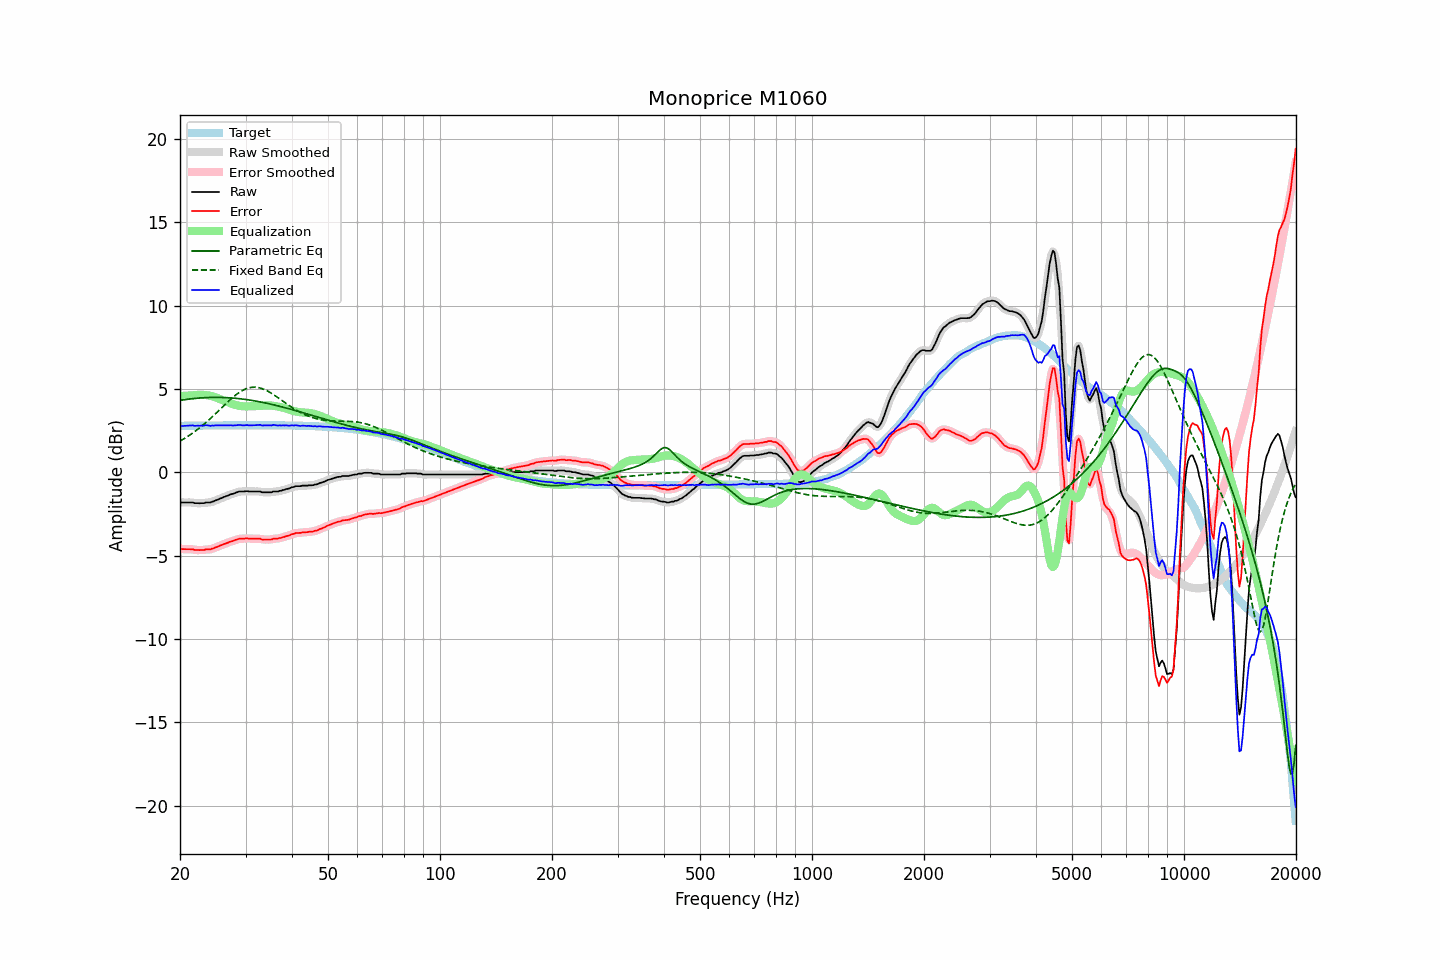 Monoprice M1060
Target
Raw Smoothed
Error Smoothed
Raw
Error
Equalization
Parametric Eq
Fixed Band Eq
Equalized
Amplitude (dBr)
20
15
10
5
0
−5
−10
−15
−20
20 50 100 200 500 1000 2000 5000 10000 20000
Frequency (Hz)